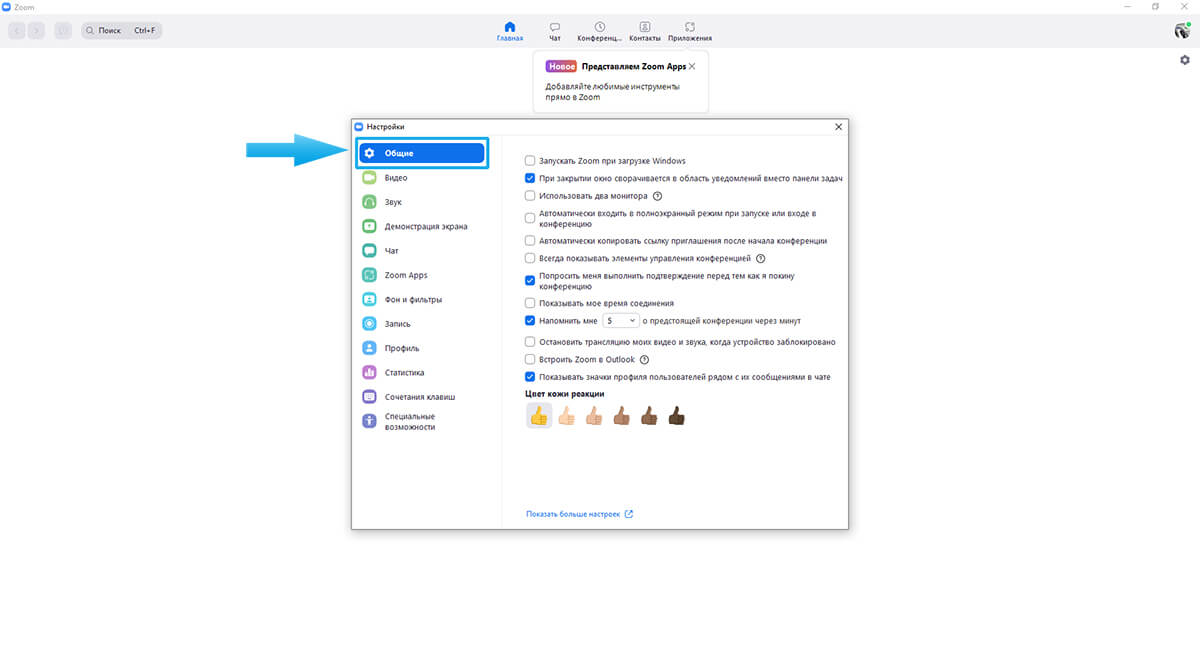 Zoom
Поиск Ctrl+F
Главная
Чат
Конференц...
Контакты
Приложения
Новое Представляем Zoom Apps
Добавляйте любимые инструменты
прямо в Zoom
Настройки
Общие
Видео
Звук
Демонстрация экрана
Чат
Zoom Apps
Фон и фильтры
Запись
Профиль
Статистика
Сочетания клавиш
Специальные
возможности
Запускать Zoom при загрузке Windows
При закрытии окно сворачивается в область уведомлений вместо панели задач
Использовать два монитора ?
Автоматически входить в полноэкранный режим при запуске или входе в
конференцию
Автоматически копировать ссылку приглашения после начала конференции
Всегда показывать элементы управления конференцией ?
Попросить меня выполнить подтверждение перед тем как я покину
конференцию
Показывать мое время соединения
Напомнить мне 5 о предстоящей конференции через минут
Остановить трансляцию моих видео и звука, когда устройство заблокировано
Встроить Zoom в Outlook ?
Показывать значки профиля пользователей рядом с их сообщениями в чате
Цвет кожи реакции
Показать больше настроек